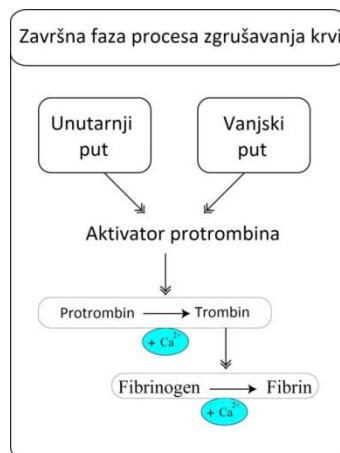 Završna faza procesa zgrušavanja krvi
Unutarnji
put
Vanjski
put
Aktivator protrombina
Protrombin
Trombin
+ Ca²⁺
Fibrinogen
Fibrin
+ Ca²⁺